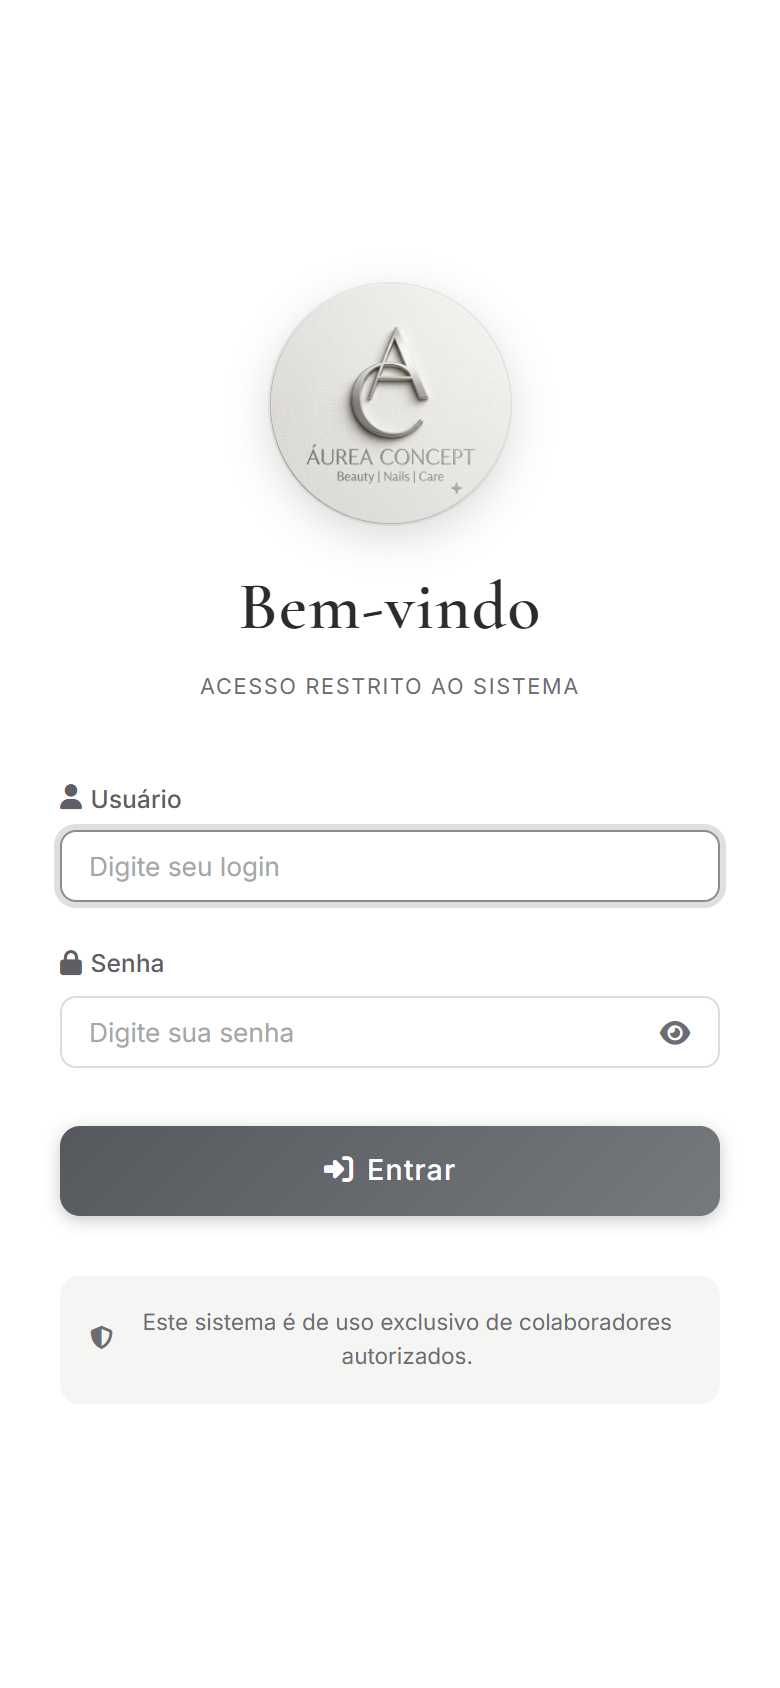 AC
ÁUREA CONCEPT
Beauty | Nails | Care
Bem-vindo
ACESSO RESTRITO AO SISTEMA
Usuário
Digite seu login
Senha
Digite sua senha
Entrar
Este sistema é de uso exclusivo de colaboradores
autorizados.